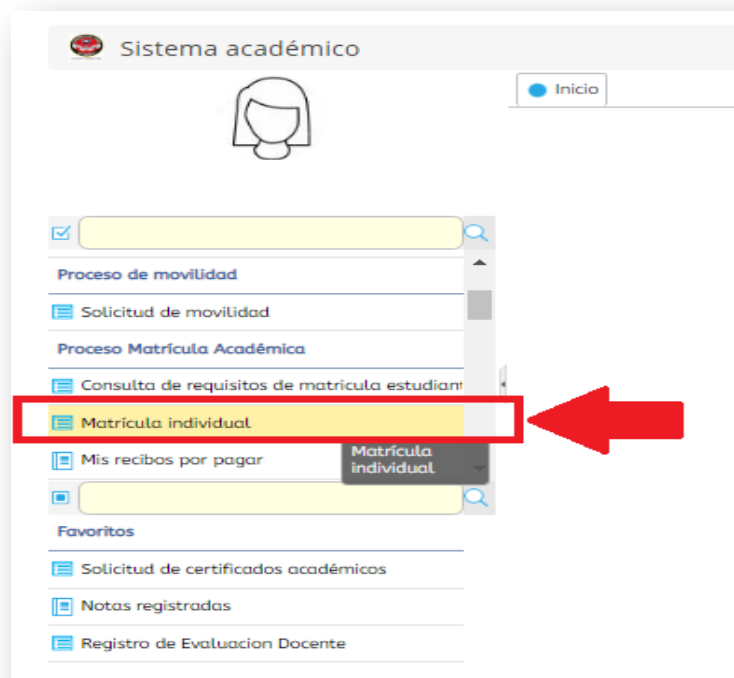 Sistema académico
Inicio
Proceso de movilidad
Solicitud de movilidad
Proceso Matrícula Académica
Consulta de requisitos de matricula estudiant
Matrícula individual
Mis recibos por pagar
Matrícula
individual
Favoritos
Solicitud de certificados académicos
Notas registradas
Registro de Evaluacion Docente